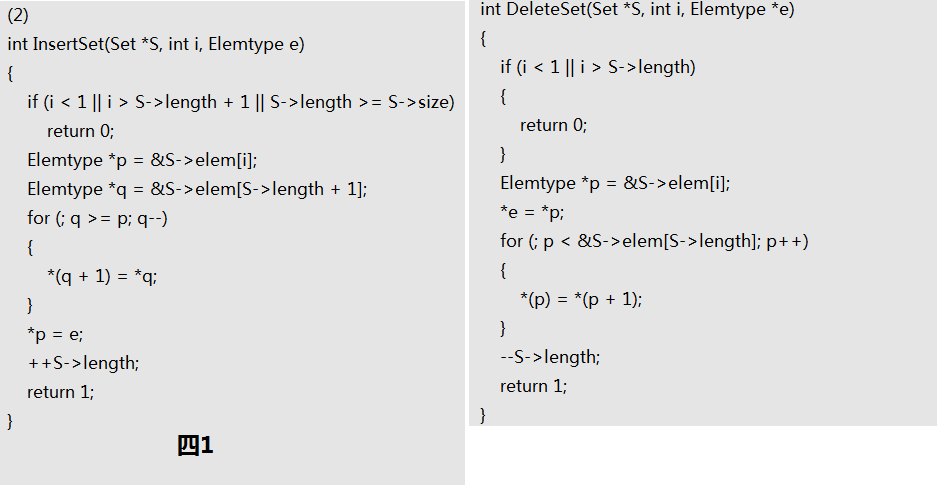 (2)
int InsertSet(Set *S, int i, Elemtype e)
{
if (i < 1 || i > S->length + 1 || S->length >= S->size)
return 0;
Elemtype *p = &S->elem[i];
Elemtype *q = &S->elem[S->length + 1];
for (; q >= p; q--)
{
*(q + 1) = *q;
}
*p = e;
++S->length;
return 1;
}
四1
int DeleteSet(Set *S, int i, Elemtype *e)
{
if (i < 1 || i > S->length)
{
return 0;
}
Elemtype *p = &S->elem[i];
*e = *p;
for (; p < &S->elem[S->length]; p++)
{
*(p) = *(p + 1);
}
--S->length;
return 1;
}